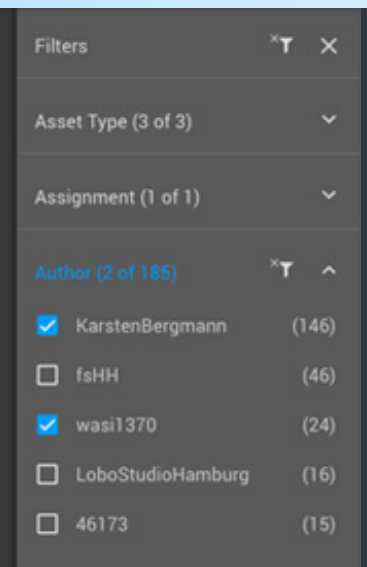 Filters
Asset Type (3 of 3)
Assignment (1 of 1)
Author (2 of 185)
KarstenBergmann (146)
fsHH (46)
wasi1370 (24)
LoboStudioHamburg (16)
46173 (15)